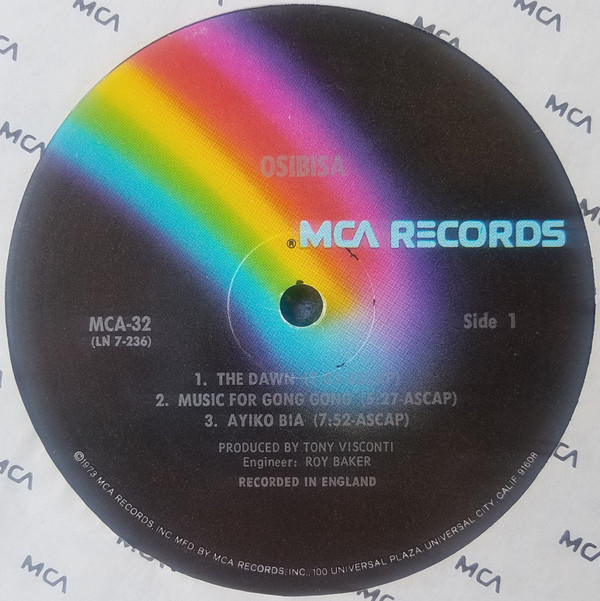 OSIBISA
® MCA RECORDS
MCA-32
(LN 7-236)
Side 1
1. THE DAWN
2. MUSIC FOR GONG GONG (5:27-ASCAP)
3. AYIKO BIA (7:52-ASCAP)
PRODUCED BY TONY VISCONTI
Engineer: ROY BAKER
RECORDED IN ENGLAND
©1973 MCA RECORDS, INC. MFD. BY MCA RECORDS, INC., 100 UNIVERSAL PLAZA, UNIVERSAL CITY, CALIF. 91608
MCA
MCA
MCA
MCA
MCA
MCA
MCA
MCA